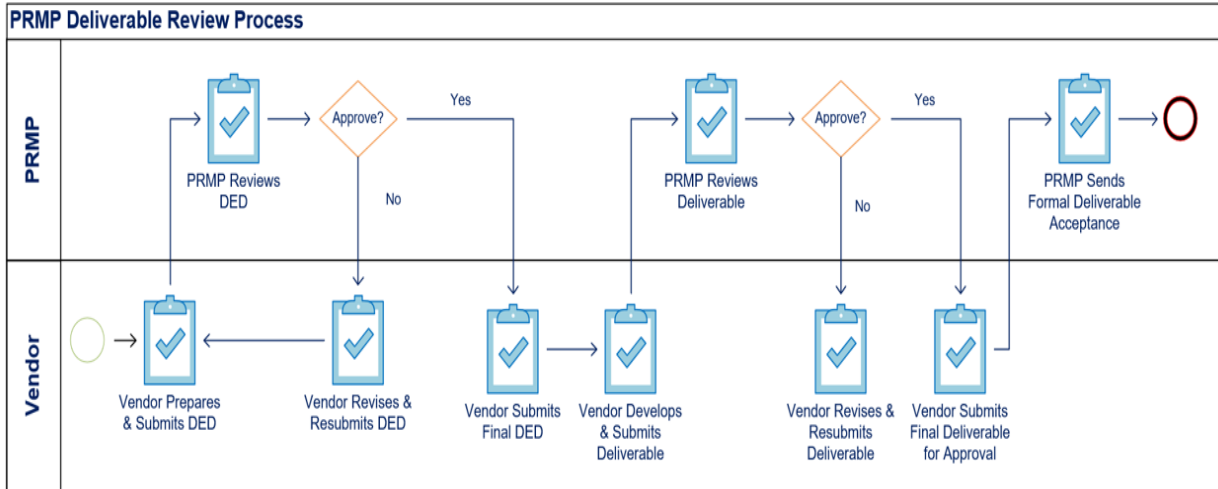 PRMP Deliverable Review Process
PRMP
Approve?
Yes
No
PRMP Reviews
DED
PRMP Reviews
Deliverable
Approve?
Yes
No
PRMP Sends
Formal Deliverable
Acceptance
Vendor
Vendor Prepares
& Submits DED
Vendor Revises &
Resubmits DED
Vendor Submits
Final DED
Vendor Develops
& Submits
Deliverable
Vendor Revises &
Resubmits
Deliverable
Vendor Submits
Final Deliverable
for Approval